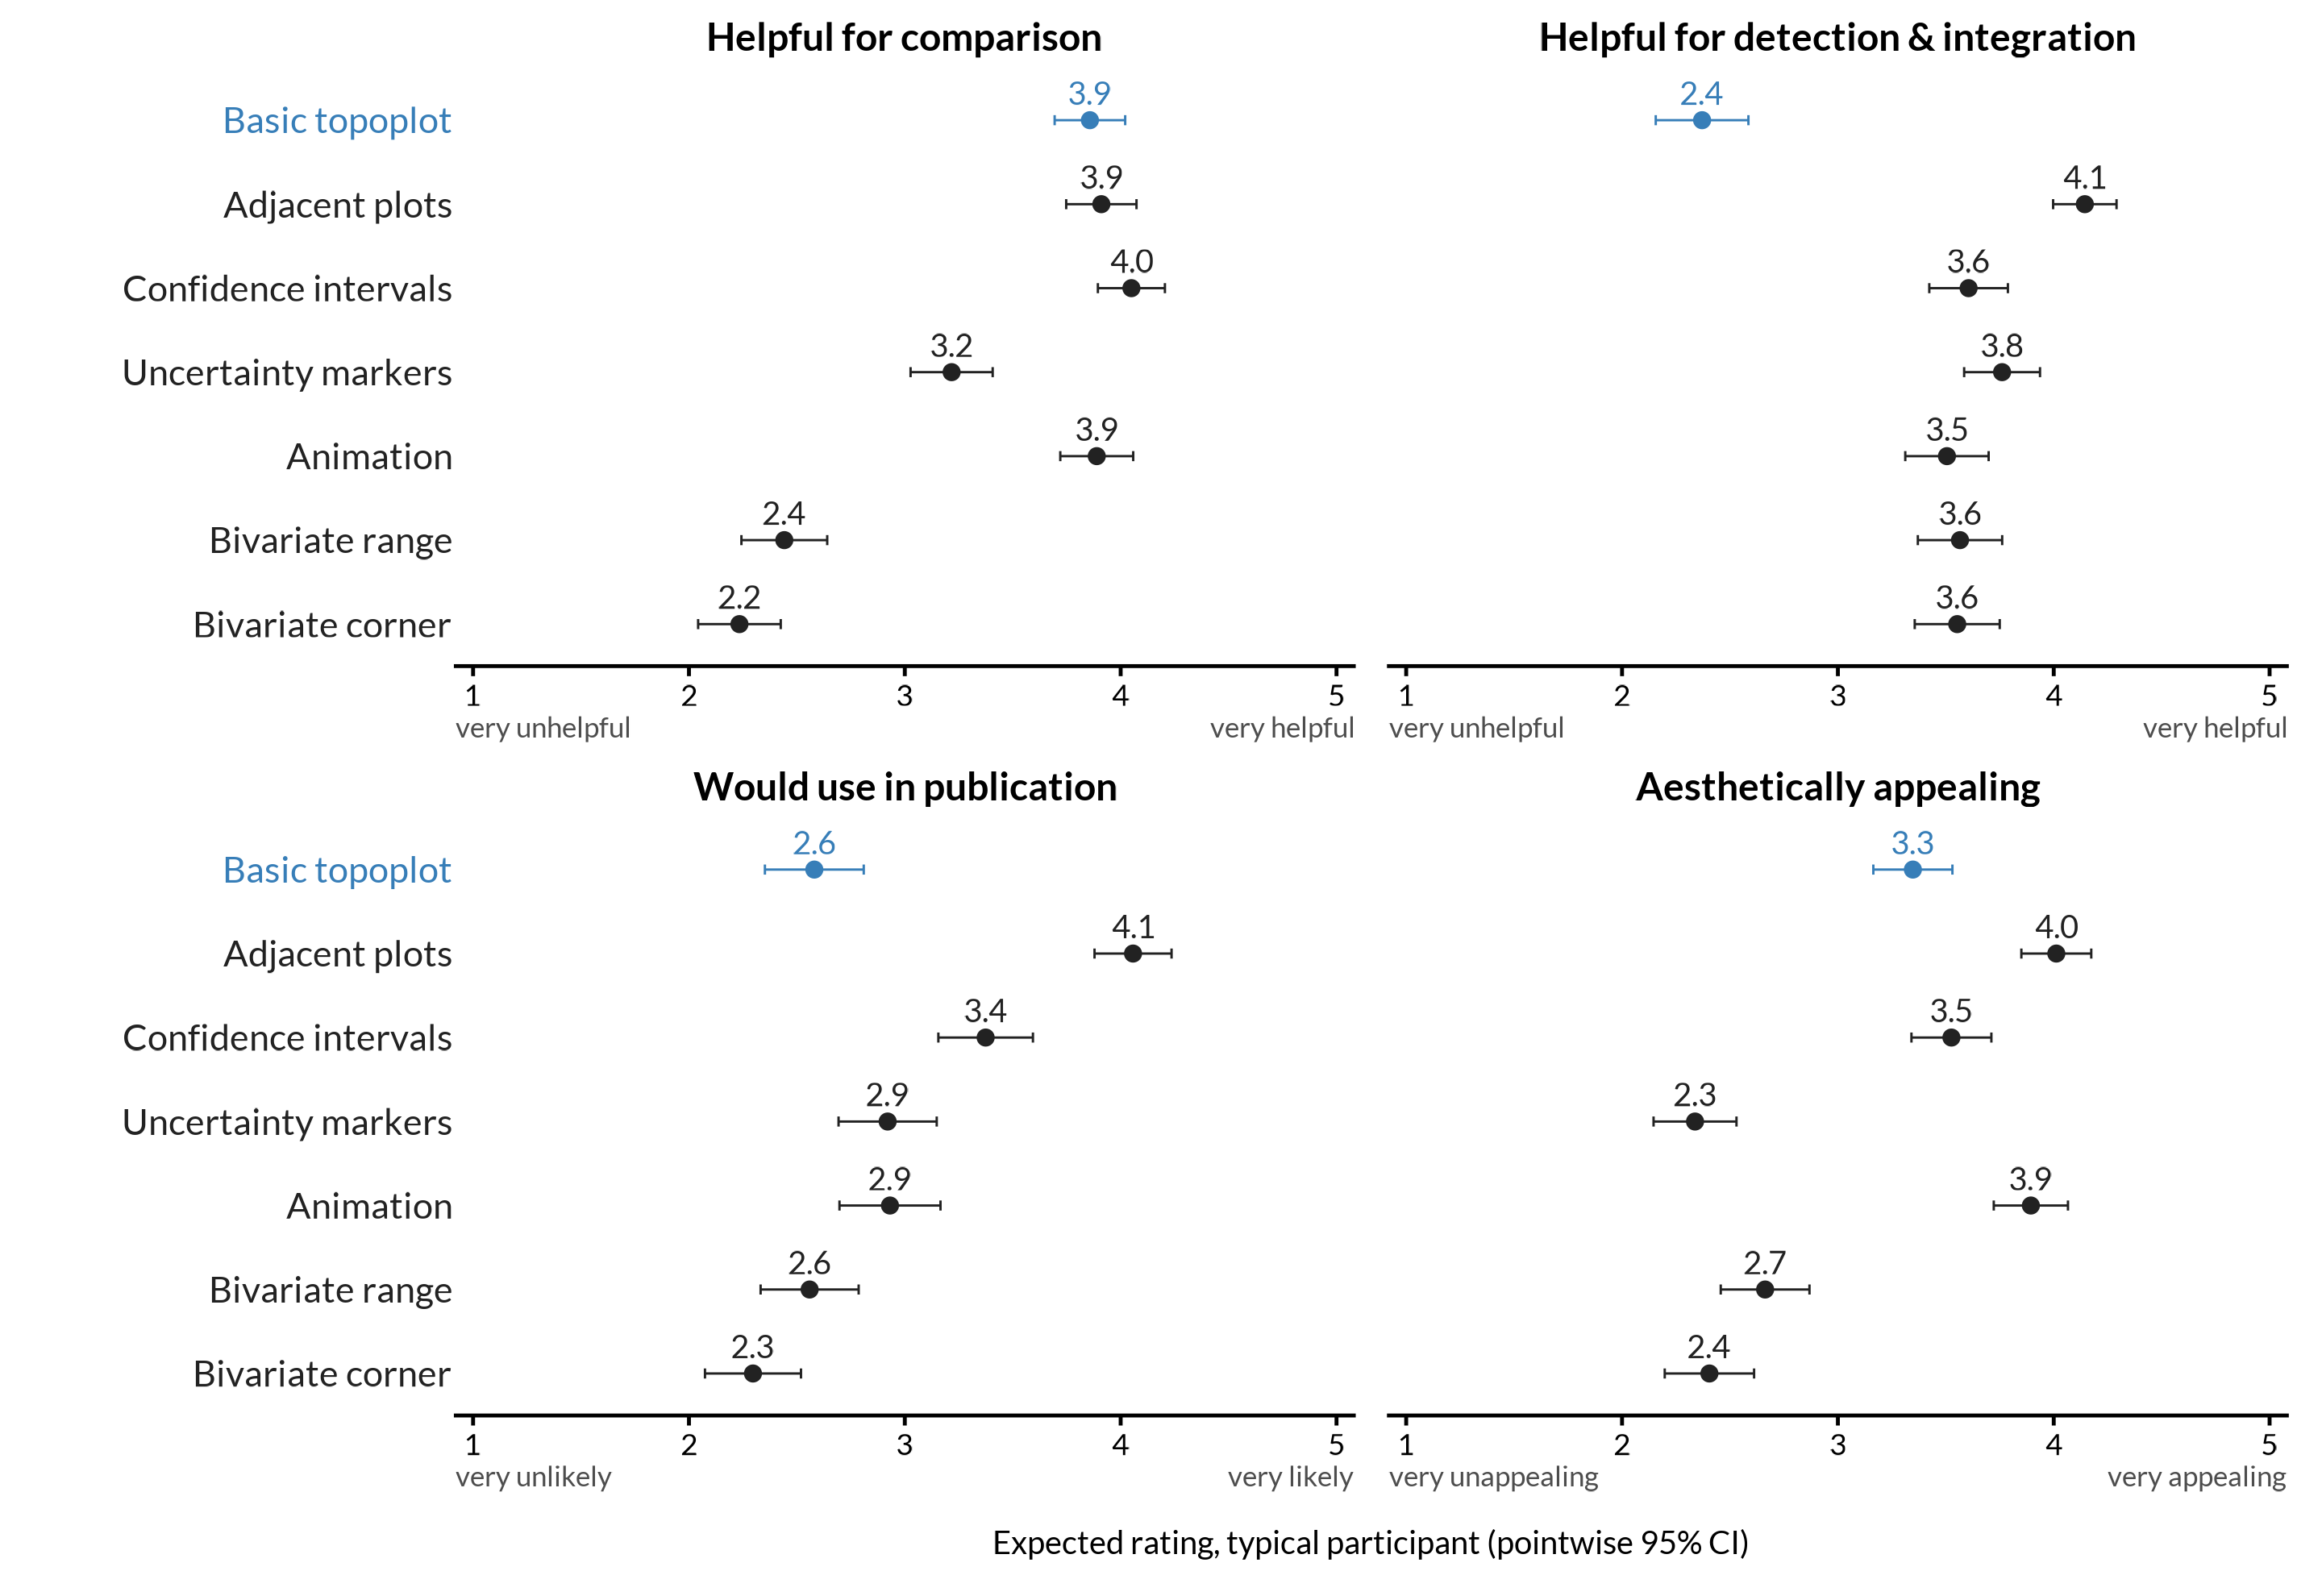 Helpful for comparison
Helpful for detection & integration
Basic topoplot
3.9
2.4
Adjacent plots
3.9
4.1
Confidence intervals
4.0
3.6
Uncertainty markers
3.2
3.8
Animation
3.9
3.5
Bivariate range
2.4
3.6
Bivariate corner
2.2
3.6
1 2 3 4 5
1 2 3 4 5
very unhelpful very helpful
very unhelpful very helpful
Would use in publication
Aesthetically appealing
Basic topoplot
2.6
3.3
Adjacent plots
4.1
4.0
Confidence intervals
3.4
3.5
Uncertainty markers
2.9
2.3
Animation
2.9
3.9
Bivariate range
2.6
2.7
Bivariate corner
2.3
2.4
1 2 3 4 5
1 2 3 4 5
very unlikely very likely
very unappealing very appealing
Expected rating, typical participant (pointwise 95% CI)